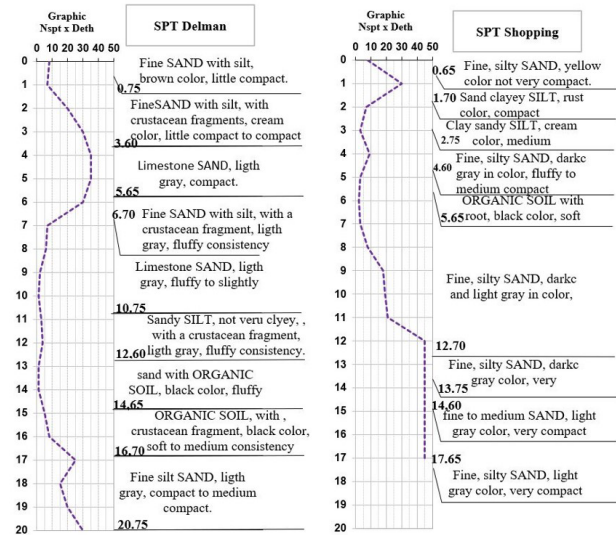 Graphic
Nspt x Deth
SPT Delman
0 10 20 30 40 50
0
1
2
3
4
5
6
7
8
9
10
11
12
13
14
15
16
17
18
19
20
Fine SAND with silt,
brown color, little compact.
0.75
FineSAND with silt, with
crustacean fragments, cream
color, little compact to compact
3.60
Limestone SAND, ligth
gray, compact.
5.65
6.70 Fine SAND with silt, with a
crustacean fragment, ligth
gray, fluffy consistency
Limestone SAND, ligth
gray, fluffy to slightly
10.75
Sandy SILT, not veru clyey, ,
with a crustacean fragment,
12.60 ligth gray, fluffy consistency.
sand with ORGANIC
SOIL, black color, fluffy
14,65
ORGANIC SOIL, with ,
crustacean fragment, black color,
16.70 soft to medium consistency
Fine silt SAND, ligth
gray, compact to medium
compact.
20.75
Graphic
Nspt x Deth
SPT Shopping
0 10 20 30 40 50
0
1
2
3
4
5
6
7
8
9
10
11
12
13
14
15
16
17
18
19
20
0.65 Fine, silty SAND, yellow
color not very compact.
1.70 Sand clayey SILT, rust
color, compact
Clay sandy SILT, cream
2.75 color, medium
Fine, silty SAND, darkc
4.60 gray in color, fluffy to
medium compact
ORGANIC SOIL with
5.65 root, black color, soft
Fine, silty SAND, darkc
and light gray in color,
12.70
Fine, silty SAND, darkc
gray color, very
13.75
14,60
fine to medium SAND, light
gray color, very compact
17.65
Fine, silty SAND, light
gray color, very compact